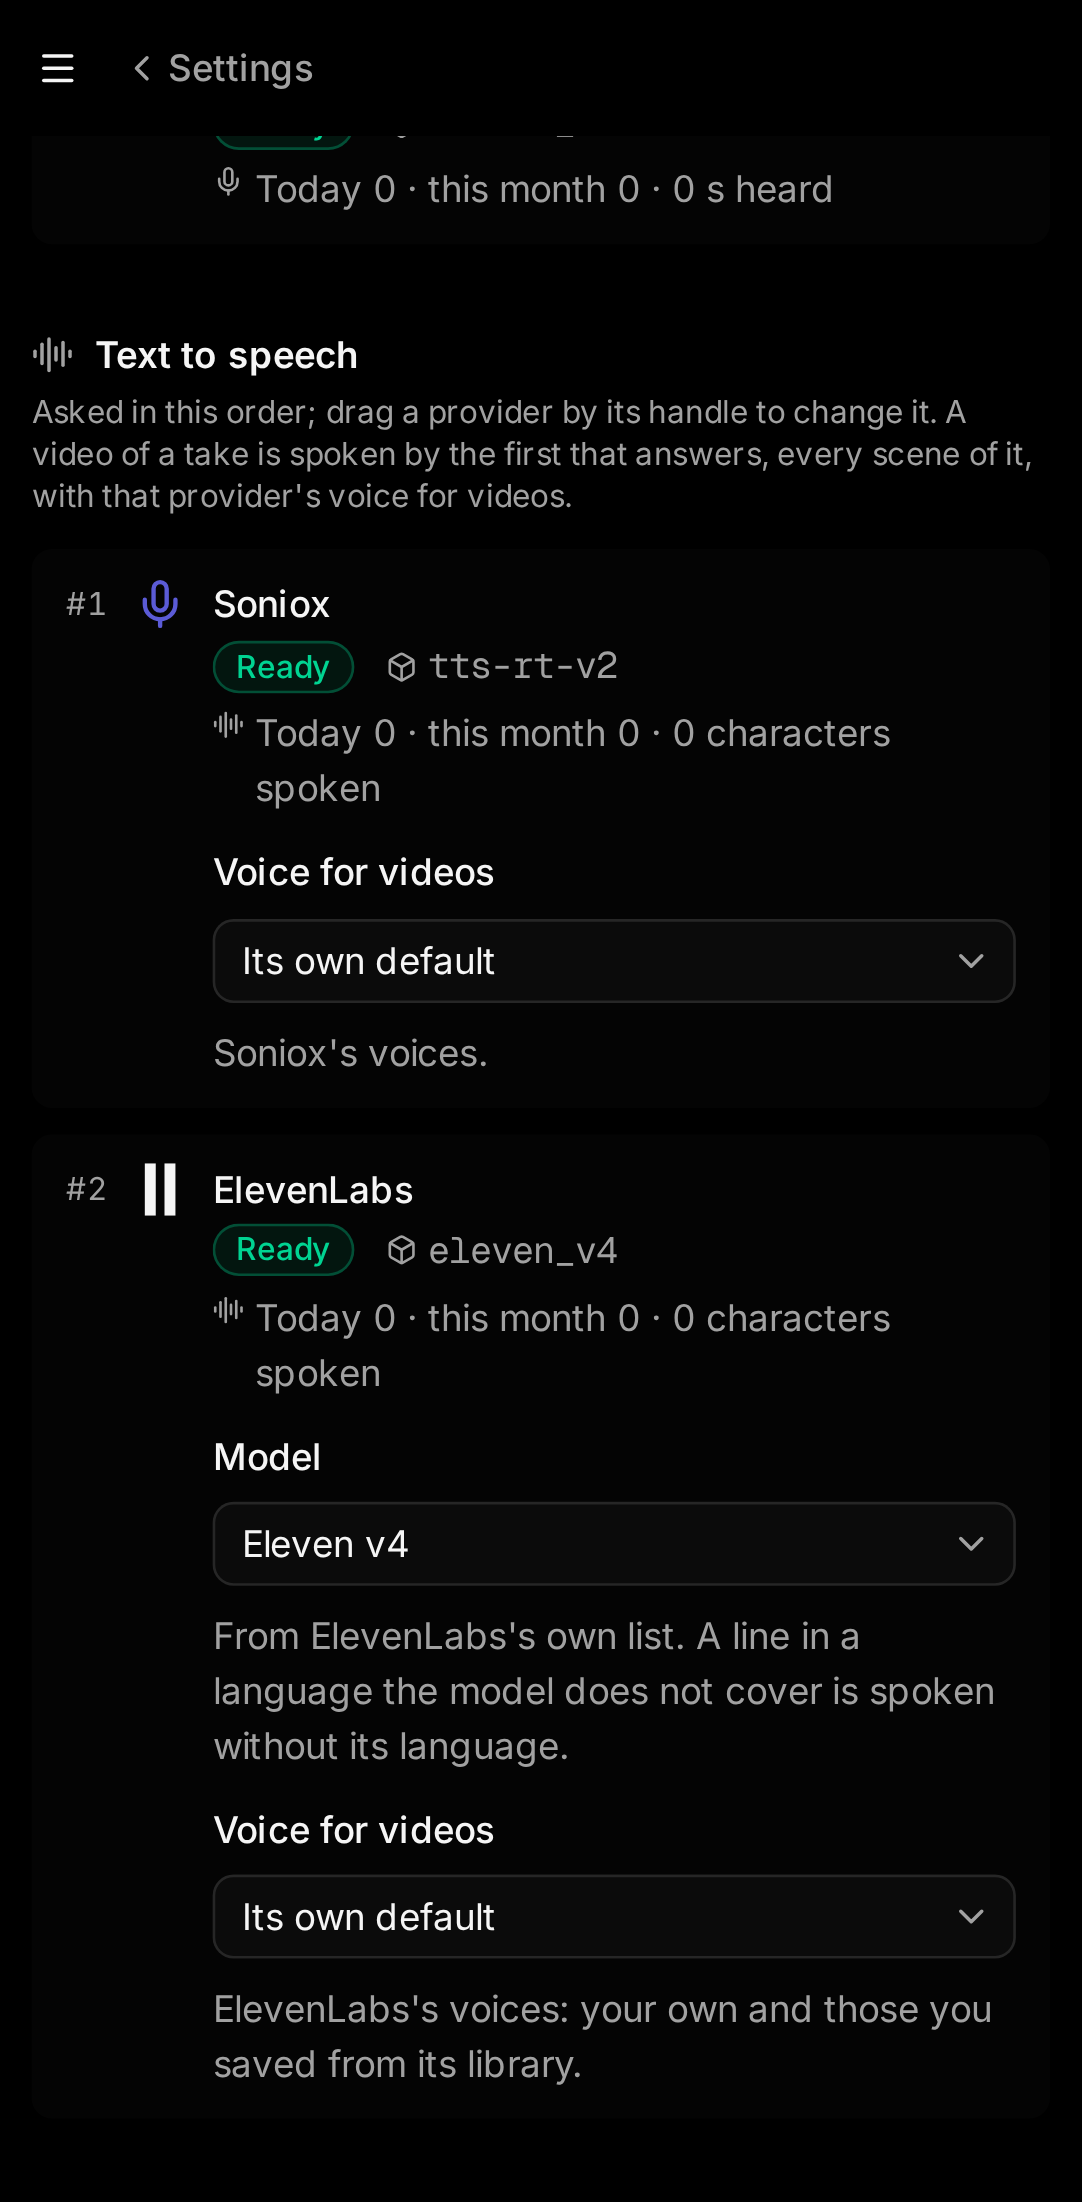 Settings
Today 0 · this month 0 · 0 s heard
Text to speech
Asked in this order; drag a provider by its handle to change it. A
video of a take is spoken by the first that answers, every scene of it,
with that provider's voice for videos.
#1 Soniox
Ready tts-rt-v2
Today 0 · this month 0 · 0 characters
spoken
Voice for videos
Its own default
Soniox's voices.
#2 ElevenLabs
Ready eleven_v4
Today 0 · this month 0 · 0 characters
spoken
Model
Eleven v4
From ElevenLabs's own list. A line in a
language the model does not cover is spoken
without its language.
Voice for videos
Its own default
ElevenLabs's voices: your own and those you
saved from its library.